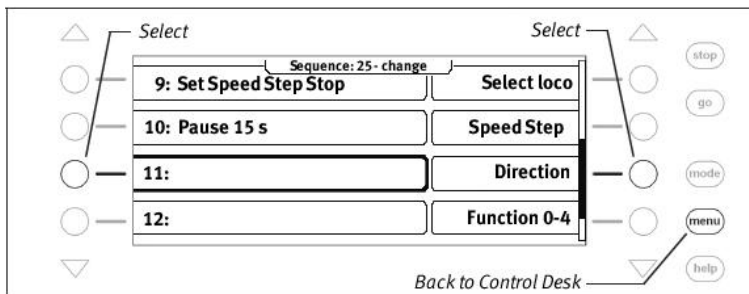 Select
Select
Sequence: 25- change
9: Set Speed Step Stop
Select loco
10: Pause 15 s
Speed Step
11:
Direction
12:
Function 0-4
stop
go
mode
menu
help
Back to Control Desk